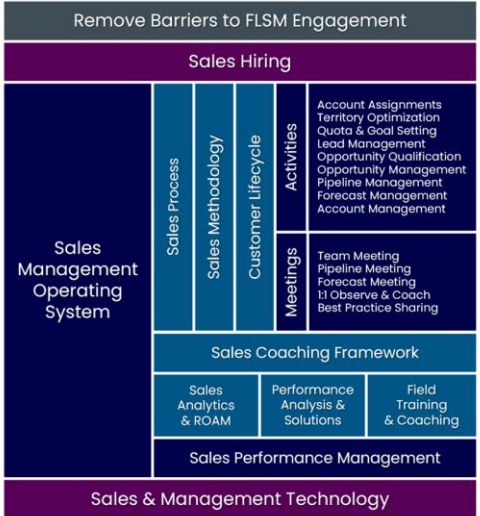 Remove Barriers to FLSM Engagement
Sales Hiring
Sales
Management
Operating
System
Sales Process
Sales Methodology
Customer Lifecycle
Activities
Account Assignments
Territory Optimization
Quota & Goal Setting
Lead Management
Opportunity Qualification
Opportunity Management
Pipeline Management
Forecast Management
Account Management
Meetings
Team Meeting
Pipeline Meeting
Forecast Meeting
1:1 Observe & Coach
Best Practice Sharing
Sales Coaching Framework
Sales
Analytics
& ROAM
Performance
Analysis &
Solutions
Field
Training
& Coaching
Sales Performance Management
Sales & Management Technology